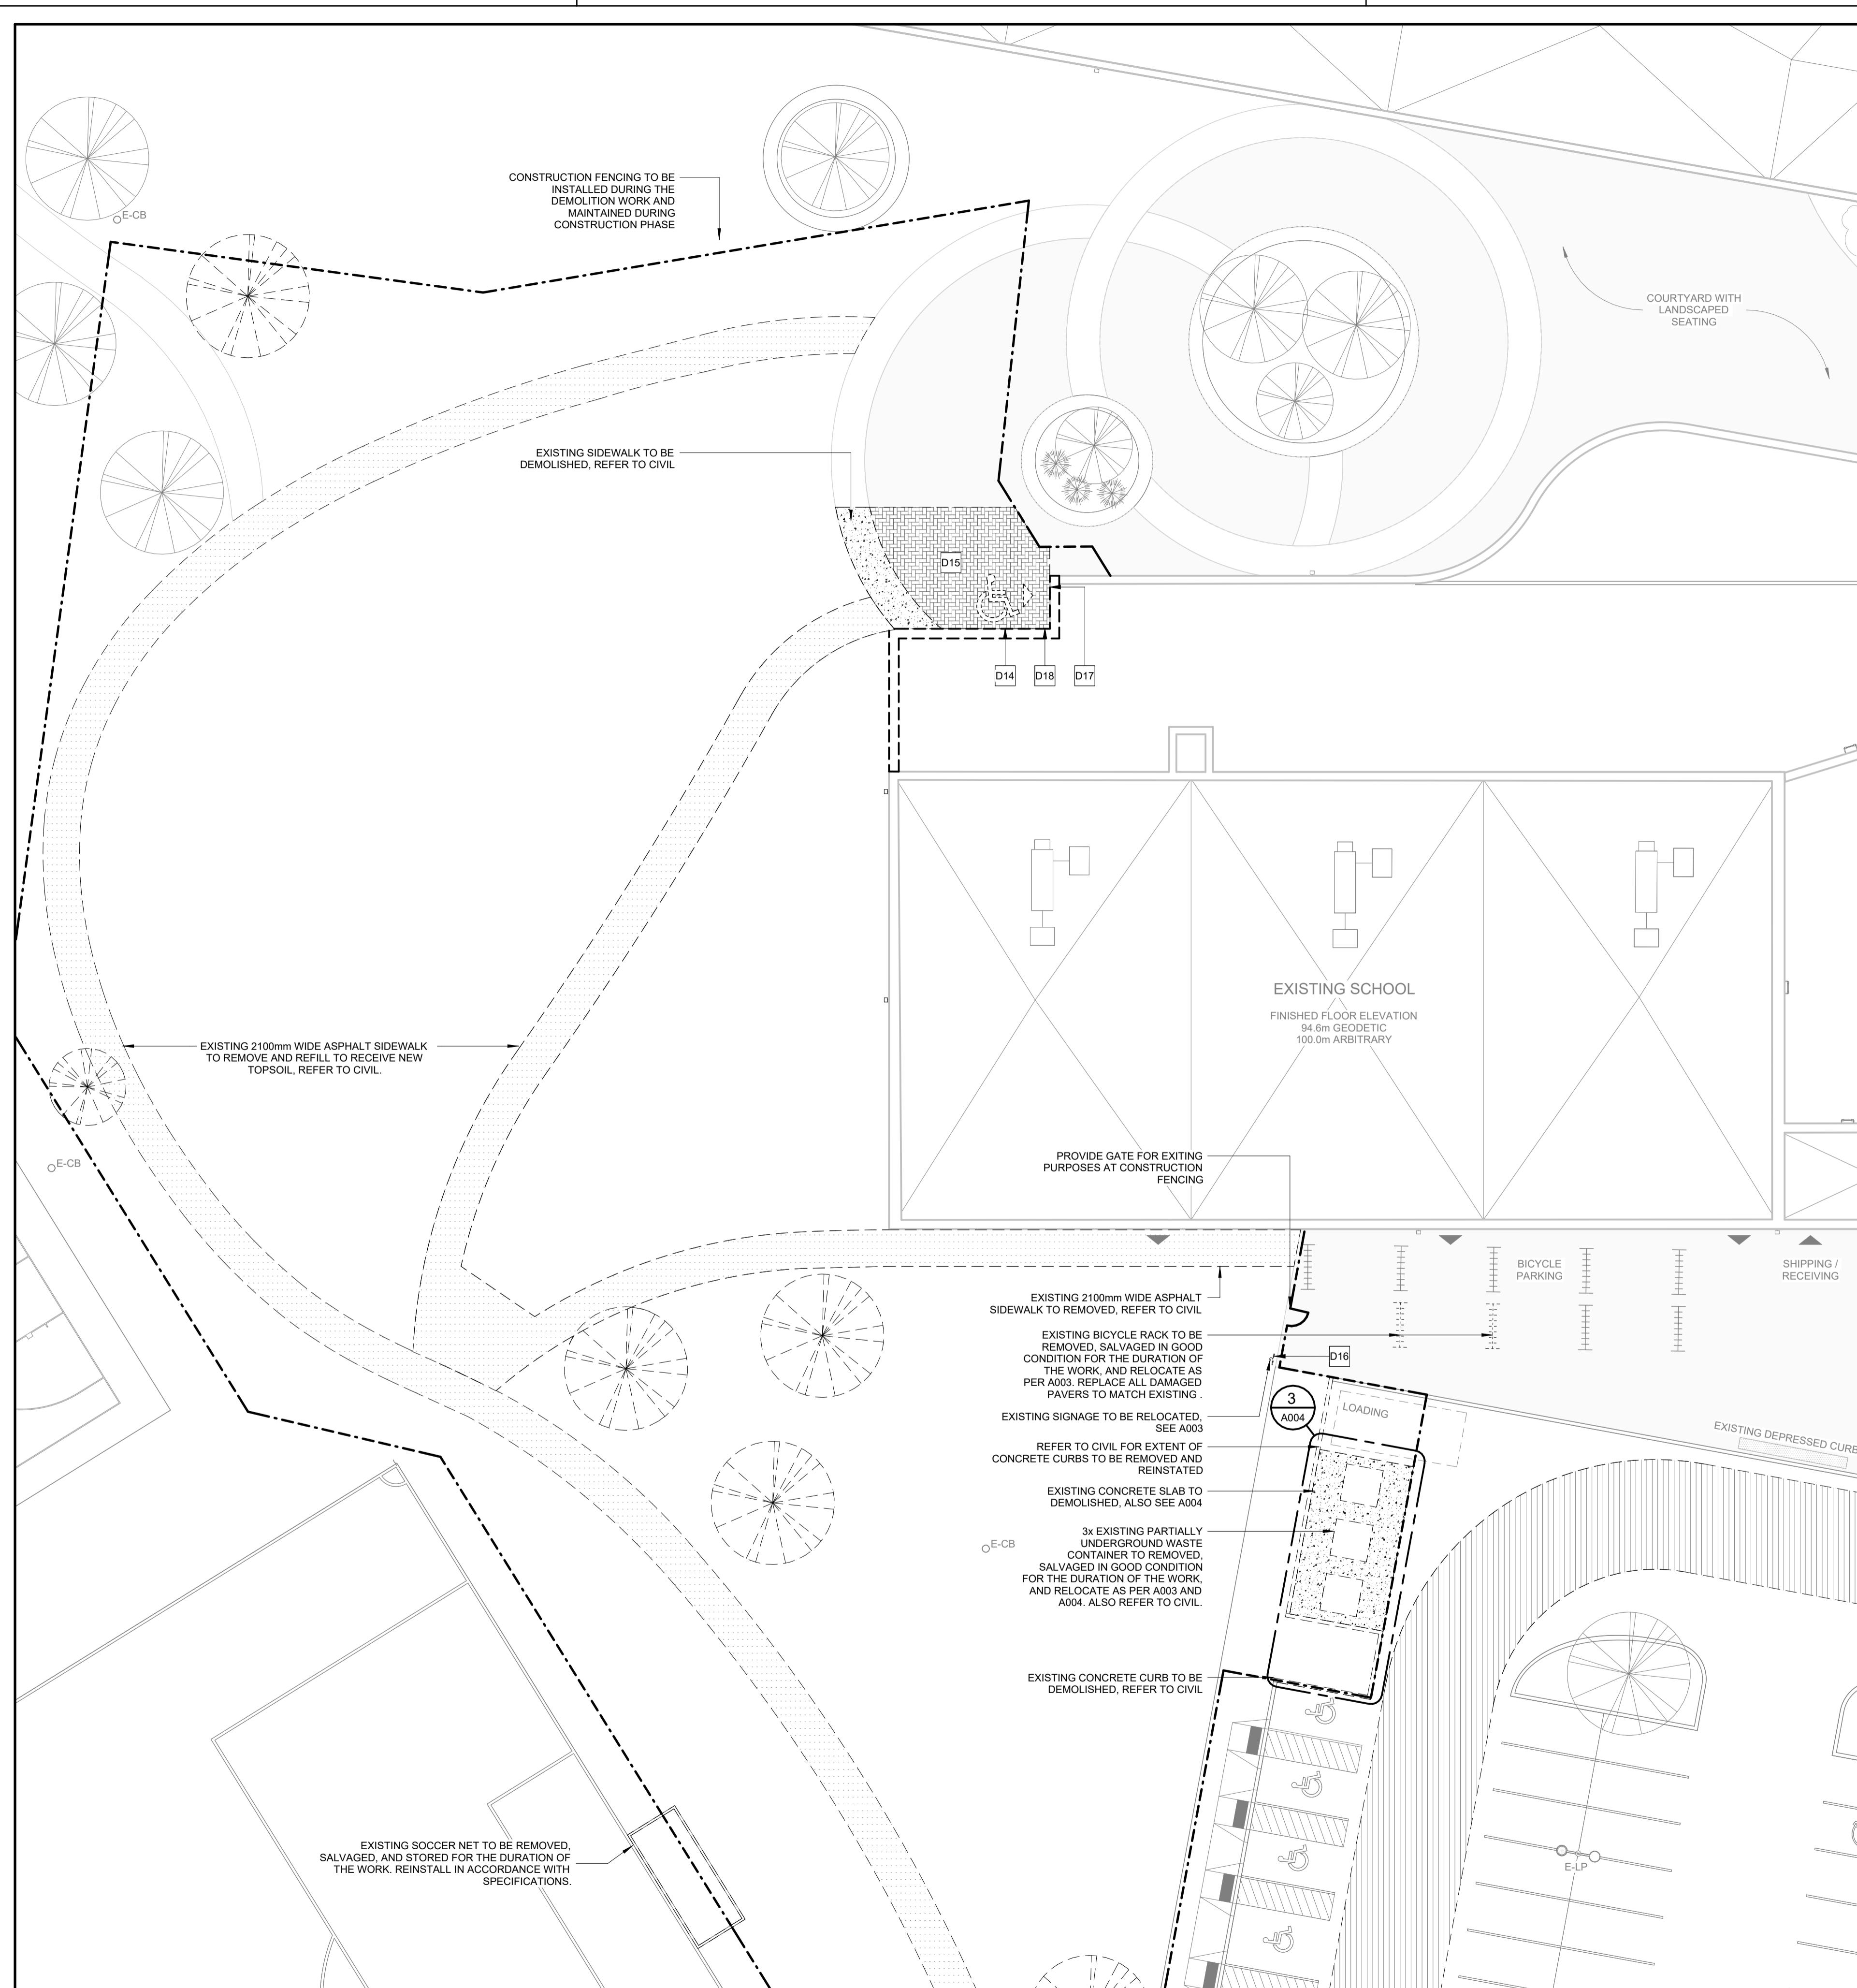 CONSTRUCTION FENCING TO BE
INSTALLED DURING THE
DEMOLITION WORK AND
MAINTAINED DURING
CONSTRUCTION PHASE
E-CB
COURTYARD WITH
LANDSCAPED
SEATING
EXISTING SIDEWALK TO BE
DEMOLISHED, REFER TO CIVIL
D15
D14
D18
D17
EXISTING SCHOOL
FINISHED FLOOR ELEVATION
94.6m GEODETIC
100.0m ARBITRARY
EXISTING 2100mm WIDE ASPHALT SIDEWALK
TO REMOVE AND REFILL TO RECEIVE NEW
TOPSOIL, REFER TO CIVIL.
E-CB
PROVIDE GATE FOR EXITING
PURPOSES AT CONSTRUCTION
FENCING
BICYCLE
PARKING
SHIPPING /
RECEIVING
EXISTING 2100mm WIDE ASPHALT
SIDEWALK TO REMOVED, REFER TO CIVIL
EXISTING BICYCLE RACK TO BE
REMOVED, SALVAGED IN GOOD
CONDITION FOR THE DURATION OF
THE WORK, AND RELOCATE AS
PER A003. REPLACE ALL DAMAGED
PAVERS TO MATCH EXISTING .
D16
3
A004
LOADING
EXISTING SIGNAGE TO BE RELOCATED,
SEE A003
EXISTING DEPRESSED CURB
REFER TO CIVIL FOR EXTENT OF
CONCRETE CURBS TO BE REMOVED AND
REINSTATED
EXISTING CONCRETE SLAB TO
DEMOLISHED, ALSO SEE A004
3x EXISTING PARTIALLY
UNDERGROUND WASTE
CONTAINER TO REMOVED,
SALVAGED IN GOOD CONDITION
FOR THE DURATION OF THE WORK,
AND RELOCATE AS PER A003 AND
A004. ALSO REFER TO CIVIL.
E-CB
EXISTING CONCRETE CURB TO BE
DEMOLISHED, REFER TO CIVIL
EXISTING SOCCER NET TO BE REMOVED,
SALVAGED, AND STORED FOR THE DURATION OF
THE WORK. REINSTALL IN ACCORDANCE WITH
SPECIFICATIONS.
E-LP